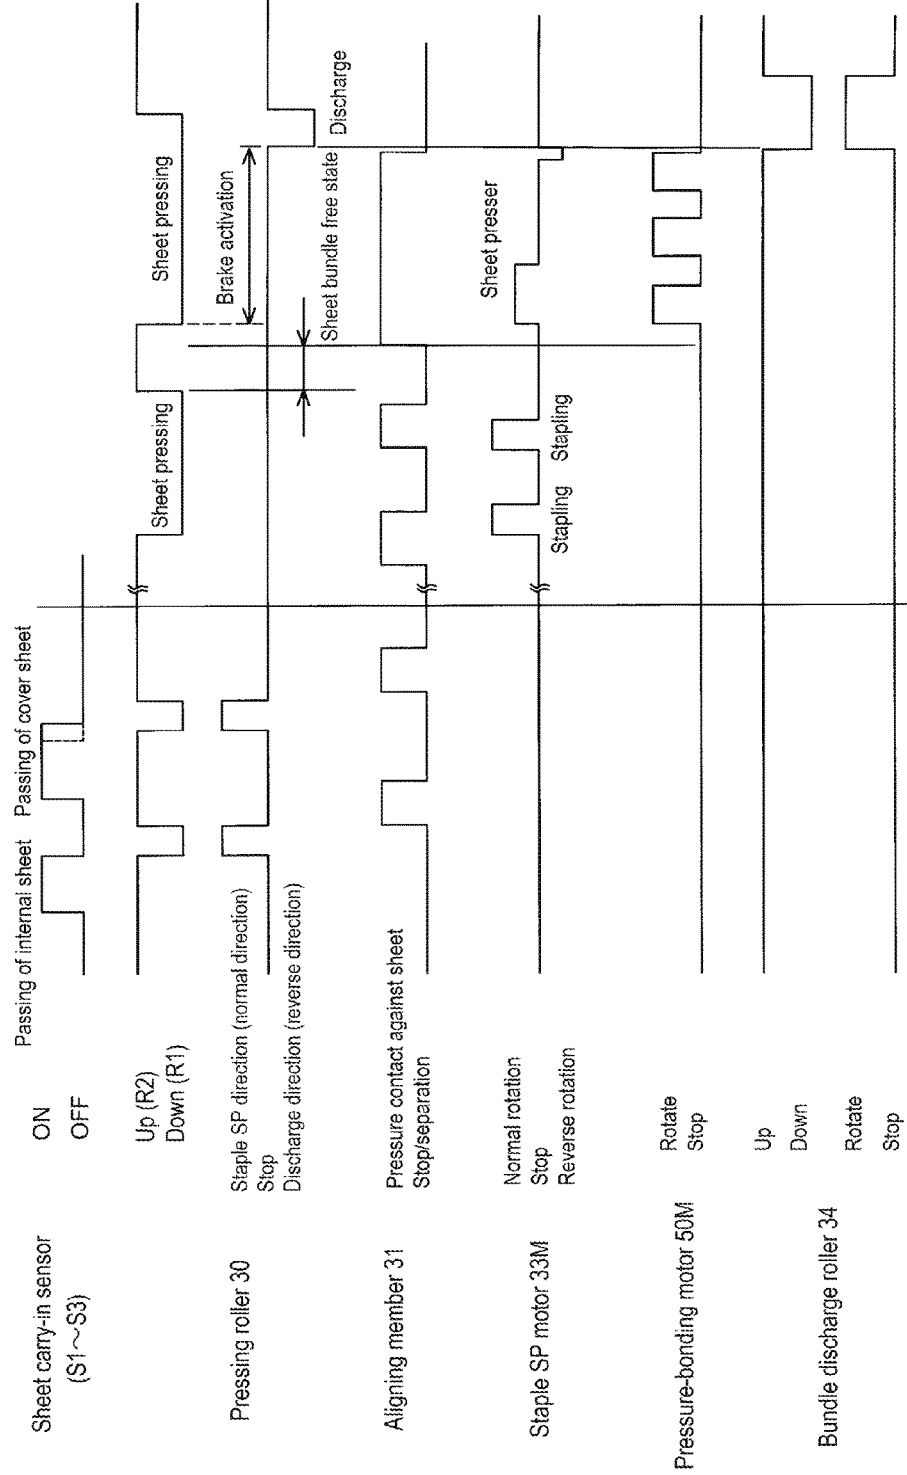 Sheet carry-in sensor
(S1～S3)
ON
OFF
Passing of internal sheet
Passing of cover sheet
Pressing roller 30
Up (R2)
Down (R1)
Sheet pressing
Sheet pressing
Staple SP direction (normal direction)
Stop
Discharge direction (reverse direction)
Brake activation
Sheet bundle free state
Discharge
Aligning member 31
Pressure contact against sheet
Stop/separation
Staple SP motor 33M
Normal rotation
Stop
Reverse rotation
Stapling
Stapling
Sheet presser
Pressure-bonding motor 50M
Rotate
Stop
Bundle discharge roller 34
Up
Down
Rotate
Stop